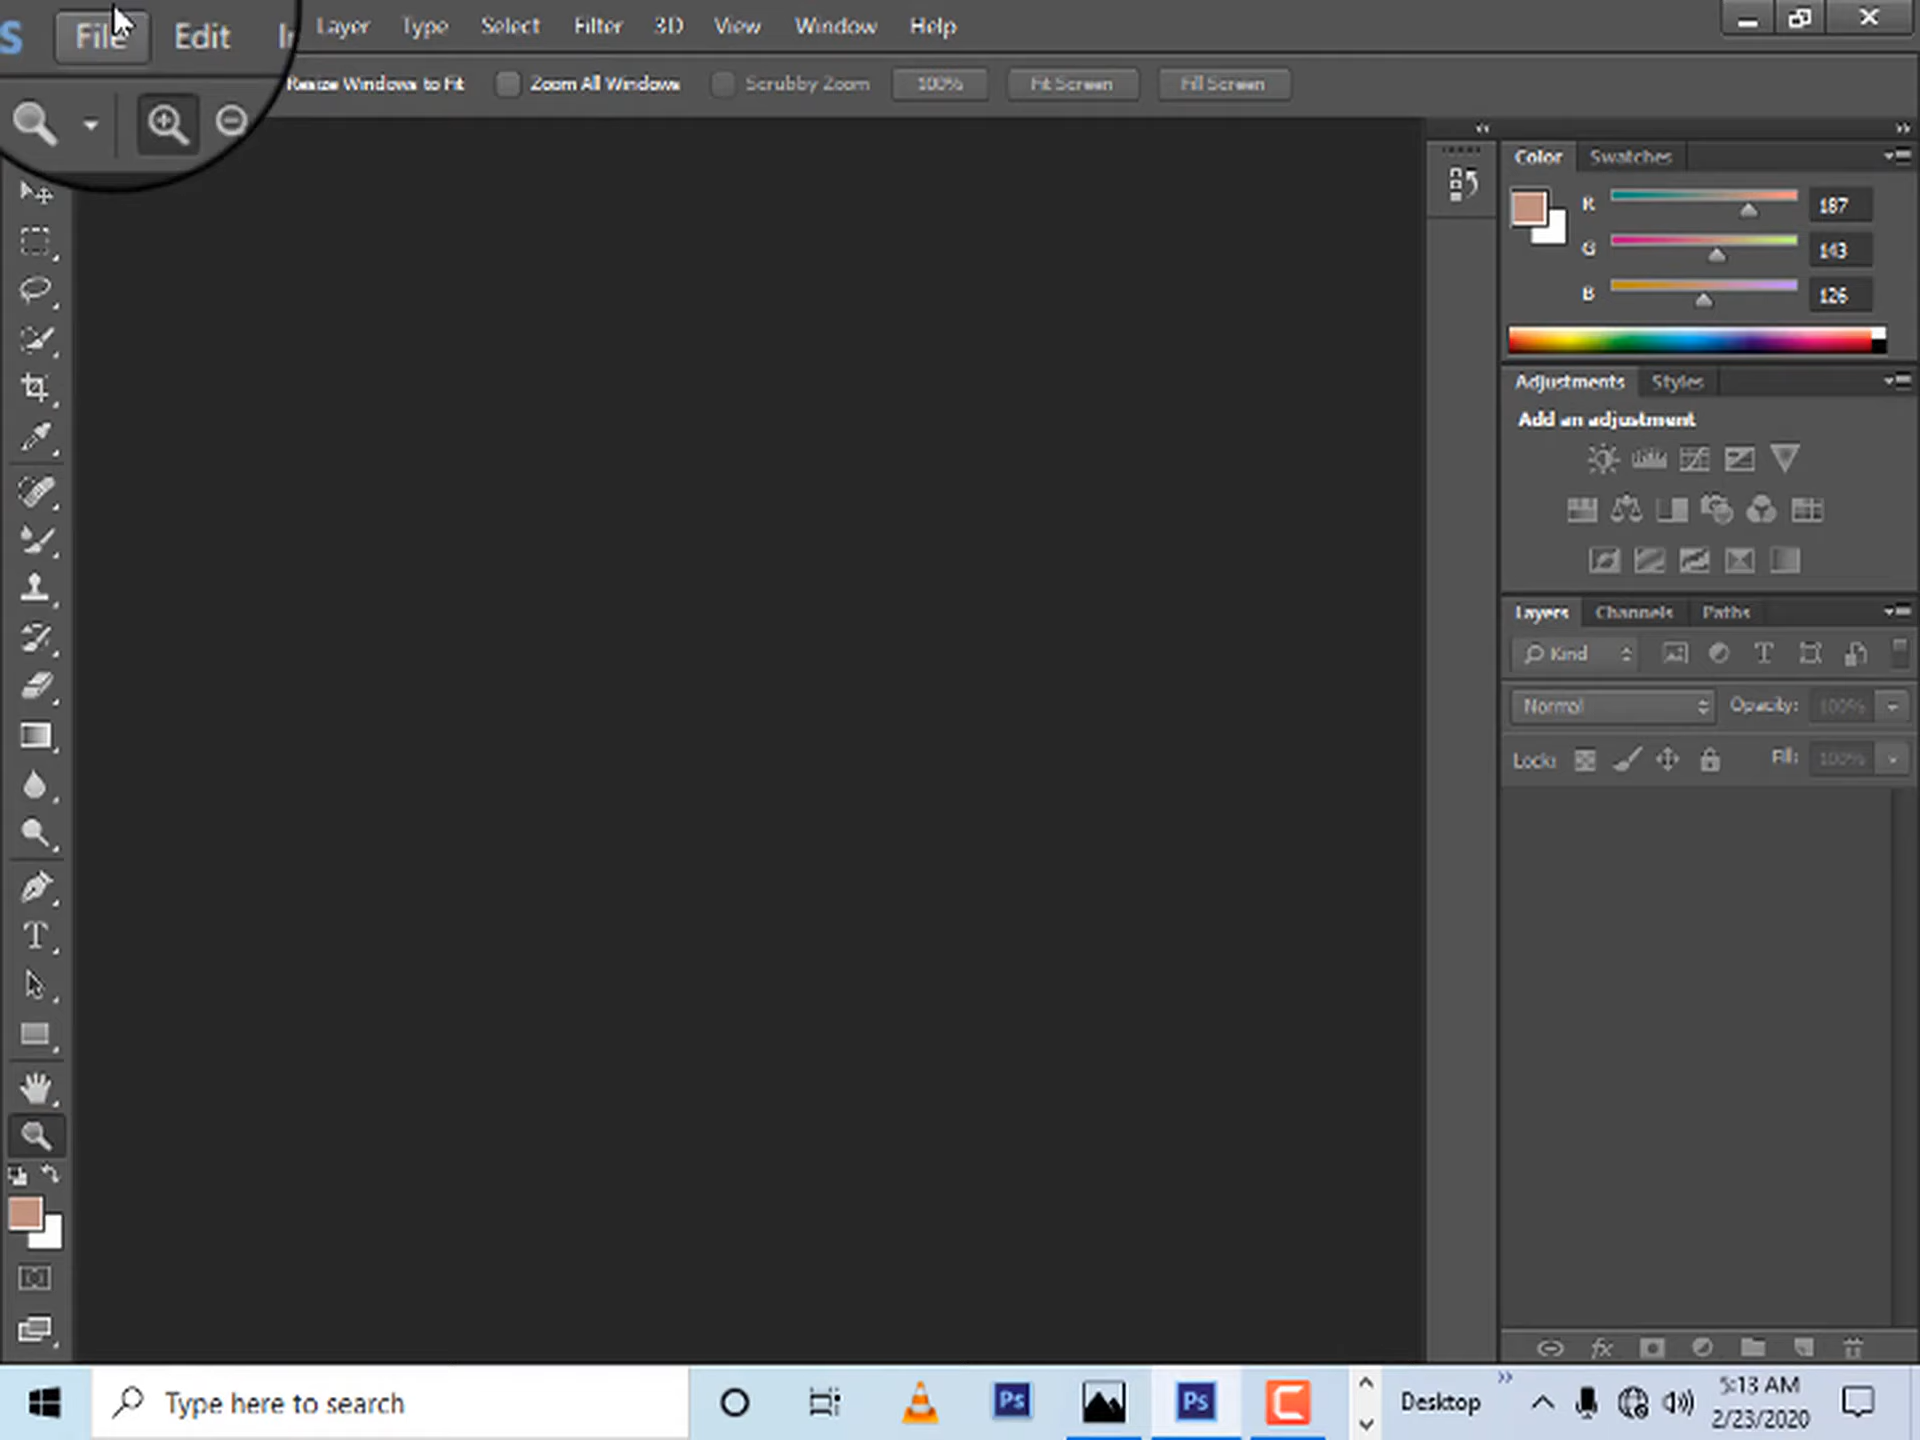 S File Edit Layer Type Select Filter 3D View Window Help
Resize Windows to Fit Zoom All Windows Scrubby Zoom 100% Fit Screen Fill Screen
Color Swatches
R 187
G 143
B 126
Adjustments Styles
Add an adjustment
Layers Channels Paths
Kind
Normal Opacity: 100%
Lock: Fill: 100%
Type here to search
Ps
Ps
Desktop
5:13 AM
2/23/2020